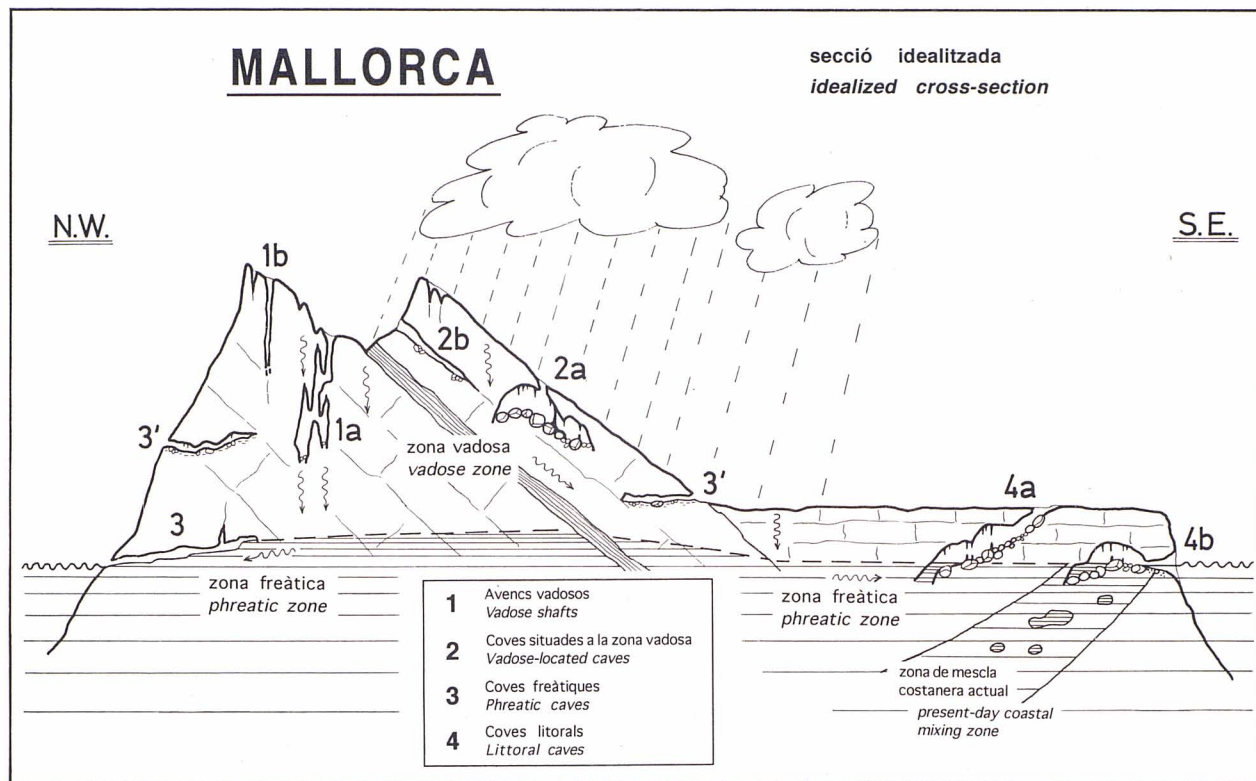 MALLORCA
secció idealitzada
idealized cross-section
N.W.
S.E.
1b
2b
2a
3'
1a
zona vadosa
vadose zone
3'
4a
3
4b
zona freàtica
phreatic zone
zona freàtica
phreatic zone
1 Avencs vadosos
Vadose shafts
2 Coves situades a la zona vadosa
Vadose-located caves
3 Coves freàtiques
Phreatic caves
4 Coves litorals
Littoral caves
zona de mescla
costanera actual
present-day coastal
mixing zone